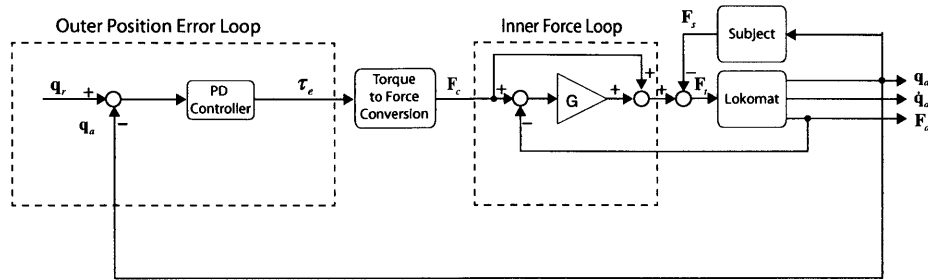 Outer Position Error Loop
Inner Force Loop
F_s
Subject
q_r
+
PD
Controller
τ_e
Torque
to Force
Conversion
F_c
+
G
+
+
+
−
F_t
Lokomat
q_a
q̇_a
F_a
q_a
−
−